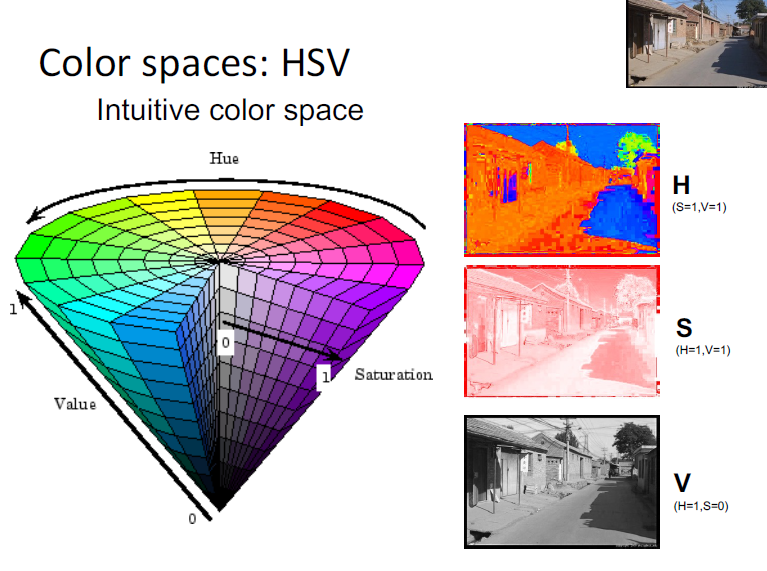 Color spaces: HSV
Intuitive color space
Hue
1
0
1
Saturation
Value
0
H
(S=1,V=1)
S
(H=1,V=1)
V
(H=1,S=0)